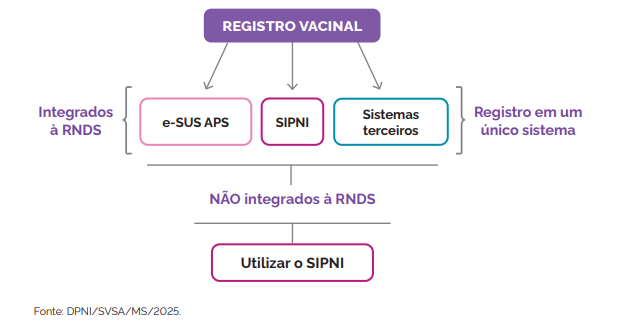 REGISTRO VACINAL
Integrados
à RNDS
e-SUS APS
SIPNI
Sistemas
terceiros
Registro em um
único sistema
NÃO integrados à RNDS
Utilizar o SIPNI
Fonte: DPNI/SVSA/MS/2025.